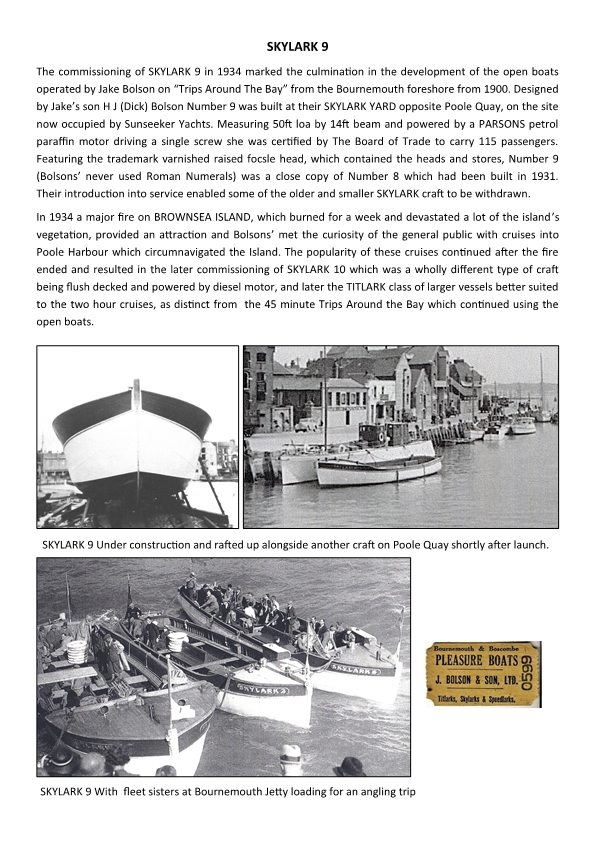 SKYLARK 9
The commissioning of SKYLARK 9 in 1934 marked the culmination in the development of the open boats
operated by Jake Bolson on “Trips Around The Bay” from the Bournemouth foreshore from 1900. Designed
by Jake’s son H J (Dick) Bolson Number 9 was built at their SKYLARK YARD opposite Poole Quay, on the site
now occupied by Sunseeker Yachts. Measuring 50ft loa by 14ft beam and powered by a PARSONS petrol
paraffin motor driving a single screw she was certified by The Board of Trade to carry 115 passengers.
Featuring the trademark varnished raised focsle head, which contained the heads and stores, Number 9
(Bolsons’ never used Roman Numerals) was a close copy of Number 8 which had been built in 1931.
Their introduction into service enabled some of the older and smaller SKYLARK craft to be withdrawn.
In 1934 a major fire on BROWNSEA ISLAND, which burned for a week and devastated a lot of the island’s
vegetation, provided an attraction and Bolsons’ met the curiosity of the general public with cruises into
Poole Harbour which circumnavigated the Island. The popularity of these cruises continued after the fire
ended and resulted in the later commissioning of SKYLARK 10 which was a wholly different type of craft
being flush decked and powered by diesel motor, and later the TITLARK class of larger vessels better suited
to the two hour cruises, as distinct from the 45 minute Trips Around the Bay which continued using the
open boats.
SKYLARK 9 Under construction and rafted up alongside another craft on Poole Quay shortly after launch.
SKYLARK
SKYLARK
Bournemouth & Boscombe
PLEASURE BOATS
J. BOLSON & SON, LTD.
Titlarks, Skylarks & Speedlarks.
0599
SKYLARK 9 With fleet sisters at Bournemouth Jetty loading for an angling trip